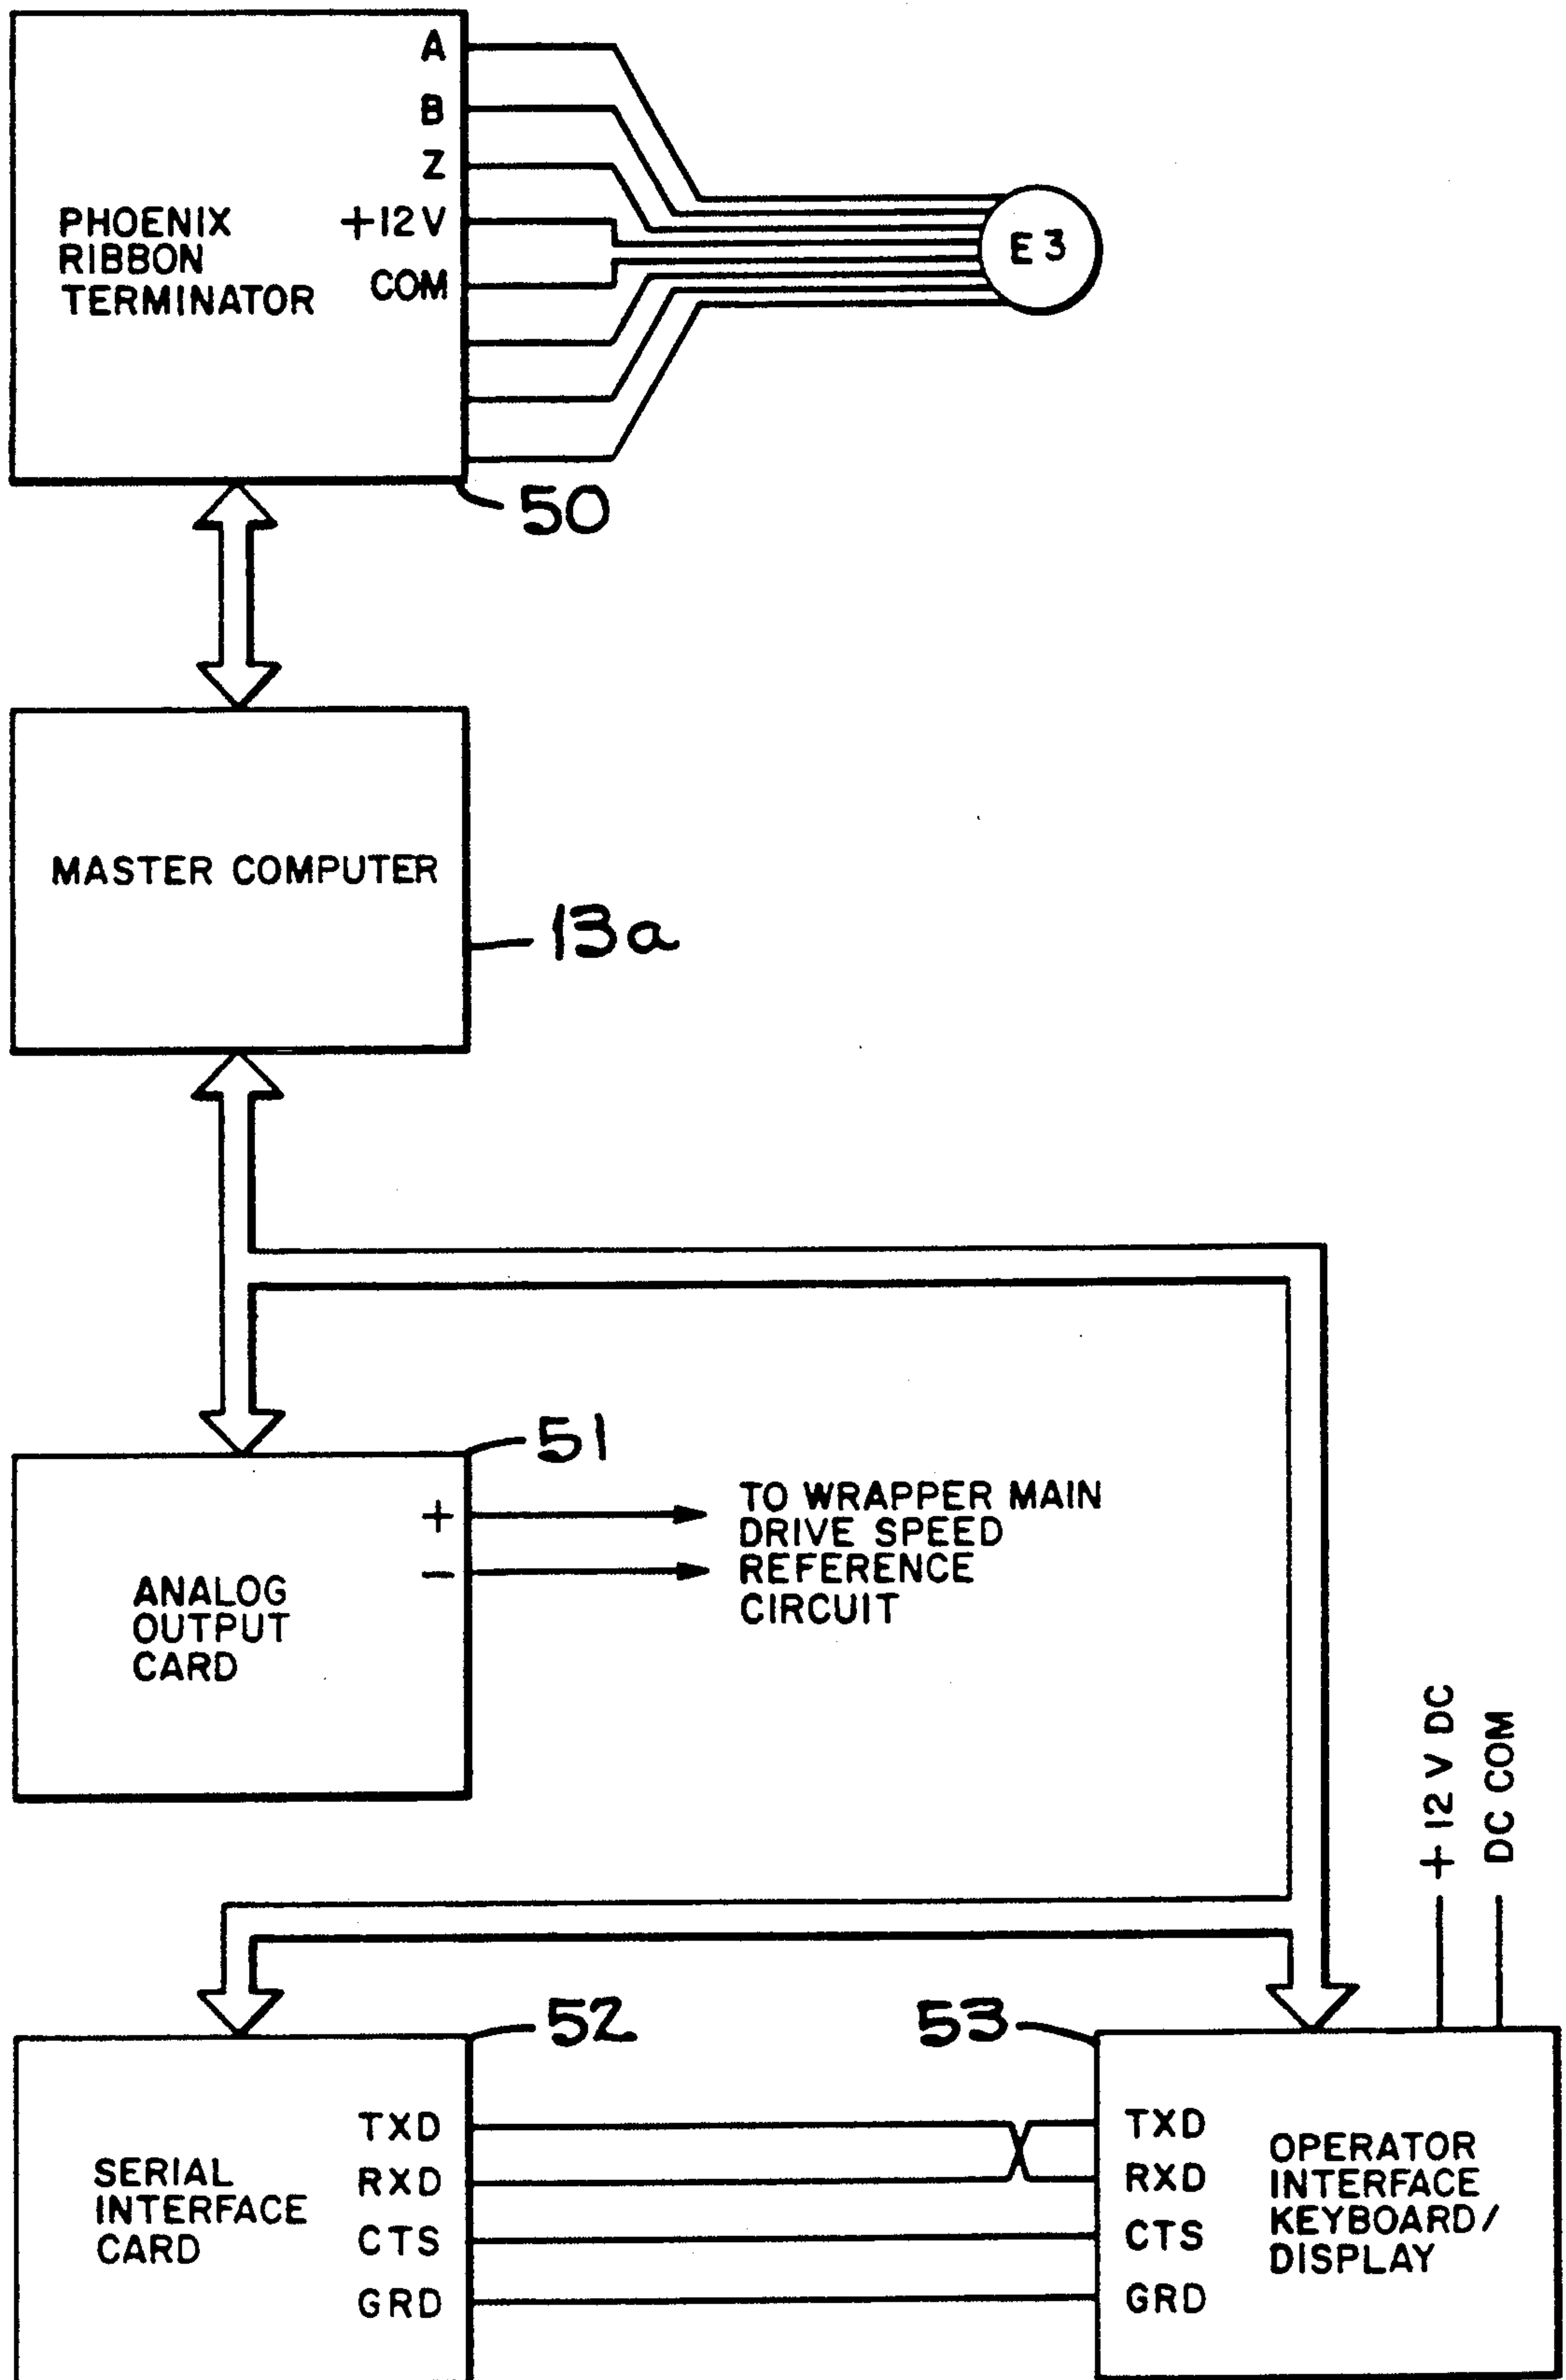 A
B
Z
+12V
COM
PHOENIX
RIBBON
TERMINATOR
E3
50
MASTER COMPUTER
13a
51
+
−
ANALOG
OUTPUT
CARD
TO WRAPPER MAIN
DRIVE SPEED
REFERENCE
CIRCUIT
+12 V DC
DC COM
52
53
SERIAL
INTERFACE
CARD
TXD
RXD
CTS
GRD
TXD
RXD
CTS
GRD
OPERATOR
INTERFACE
KEYBOARD/
DISPLAY